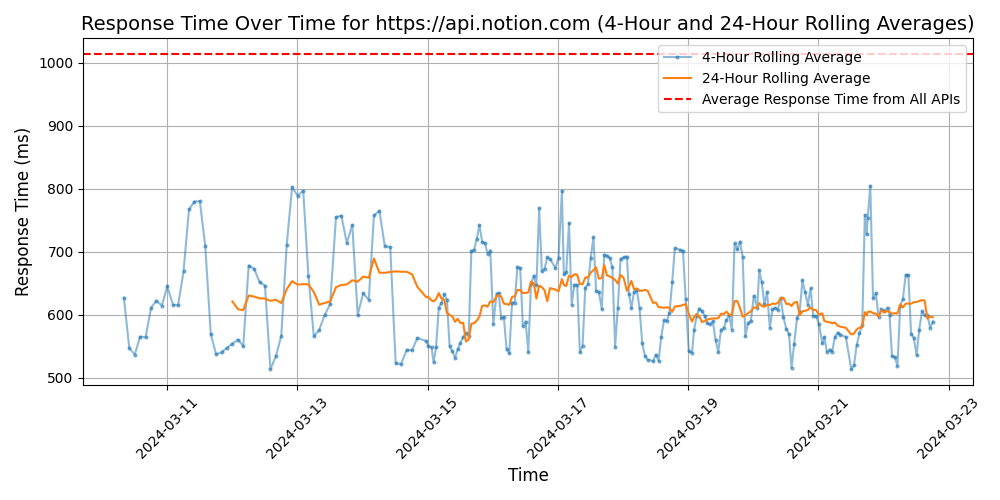 Response Time Over Time for https://api.notion.com (4-Hour and 24-Hour Rolling Averages)
4-Hour Rolling Average
24-Hour Rolling Average
Average Response Time from All APIs
Response Time (ms)
1000
900
800
700
600
500
2024-03-11
2024-03-13
2024-03-15
2024-03-17
2024-03-19
2024-03-21
2024-03-23
Time